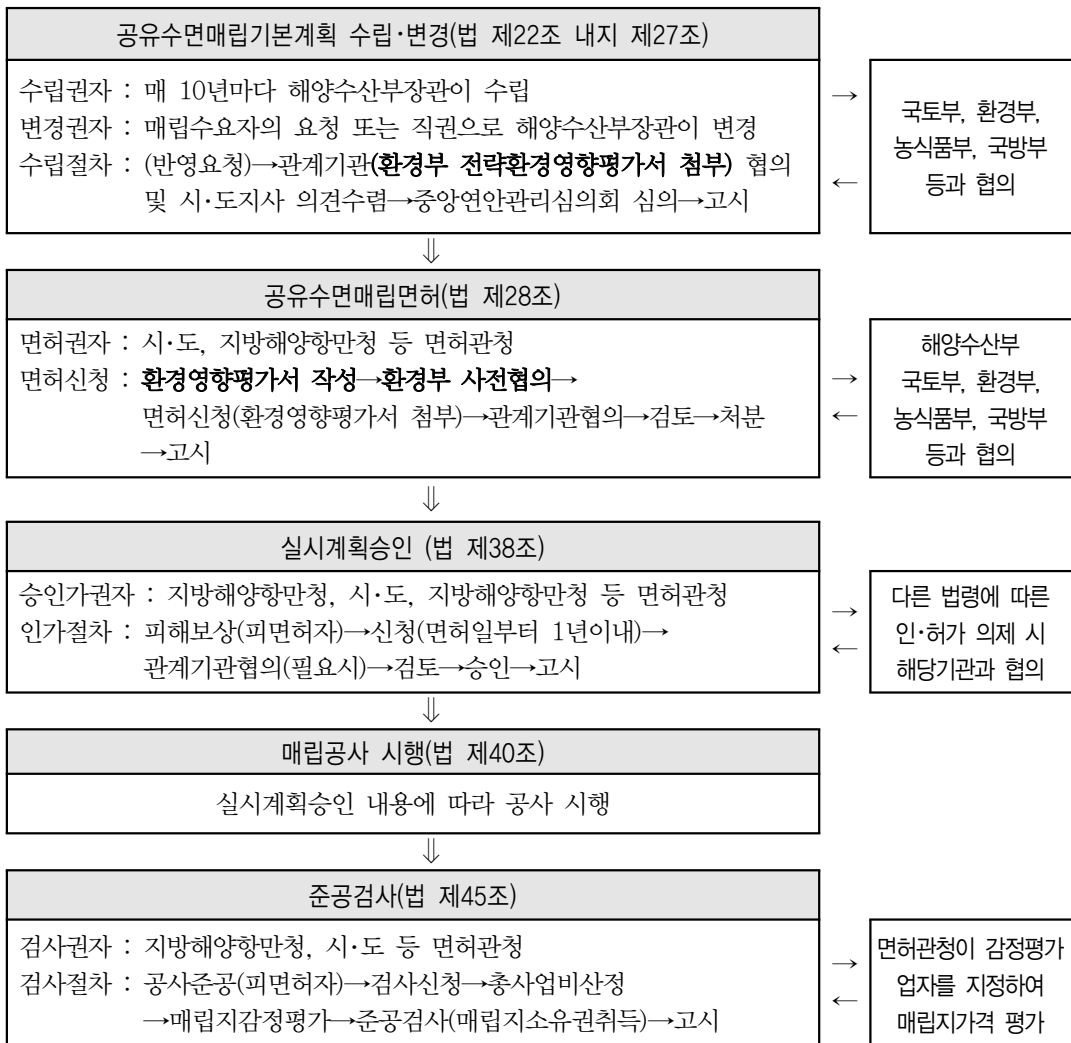 공유수면매립기본계획 수립·변경(법 제22조 내지 제27조)
수립권자 : 매 10년마다 해양수산부장관이 수립
변경권자 : 매립수요자의 요청 또는 직권으로 해양수산부장관이 변경
수립절차 : (반영요청)→관계기관(환경부 전략환경영향평가서 첨부) 협의
및 시·도지사 의견수렴→중앙연안관리심의회 심의→고시
→
←
국토부, 환경부,
농식품부, 국방부
등과 협의
⇓
공유수면매립면허(법 제28조)
면허권자 : 시·도, 지방해양항만청 등 면허관청
면허신청 : 환경영향평가서 작성→환경부 사전협의→
면허신청(환경영향평가서 첨부)→관계기관협의→검토→처분
→고시
→
←
해양수산부
국토부, 환경부,
농식품부, 국방부
등과 협의
⇓
실시계획승인 (법 제38조)
승인가권자 : 지방해양항만청, 시·도, 지방해양항만청 등 면허관청
인가절차 : 피해보상(피면허자)→신청(면허일부터 1년이내)→
관계기관협의(필요시)→검토→승인→고시
→
←
다른 법령에 따른
인·허가 의제 시
해당기관과 협의
⇓
매립공사 시행(법 제40조)
실시계획승인 내용에 따라 공사 시행
⇓
준공검사(법 제45조)
검사권자 : 지방해양항만청, 시·도 등 면허관청
검사절차 : 공사준공(피면허자)→검사신청→총사업비산정
→매립지감정평가→준공검사(매립지소유권취득)→고시
→
←
면허관청이 감정평가
업자를 지정하여
매립지가격 평가